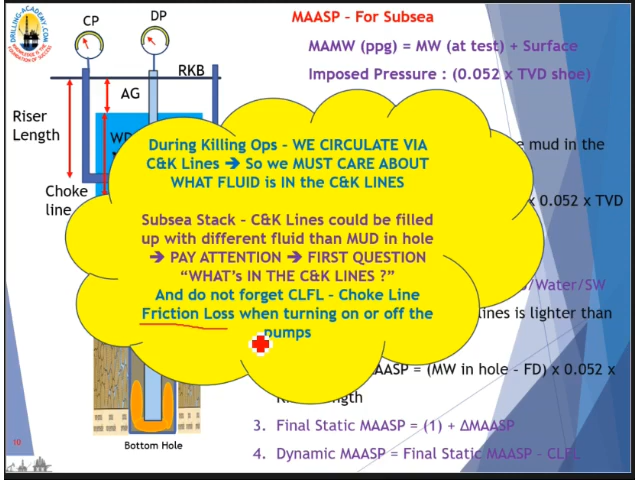 DRILLING-ACADEMY.COM
CP
DP
RKB
AG
Riser
Length
WD
Choke
line
Bottom Hole
10
MAASP – For Subsea
MAMW (ppg) = MW (at test) + Surface
Imposed Pressure : (0.052 x TVD shoe)
mud in the
x 0.052 x TVD
/Water/SW
lines is lighter than
MAASP = (MW in hole – FD) x 0.052 x
Length
3. Final Static MAASP = (1) + ΔMAASP
4. Dynamic MAASP = Final Static MAASP – CLFL
During Killing Ops – WE CIRCULATE VIA
C&K Lines ➔ So we MUST CARE ABOUT
WHAT FLUID is IN the C&K LINES
Subsea Stack – C&K Lines could be filled
up with different fluid than MUD in hole
➔ PAY ATTENTION ➔ FIRST QUESTION
“WHAT’s IN THE C&K LINES ?”
And do not forget CLFL – Choke Line
Friction Loss when turning on or off the
pumps